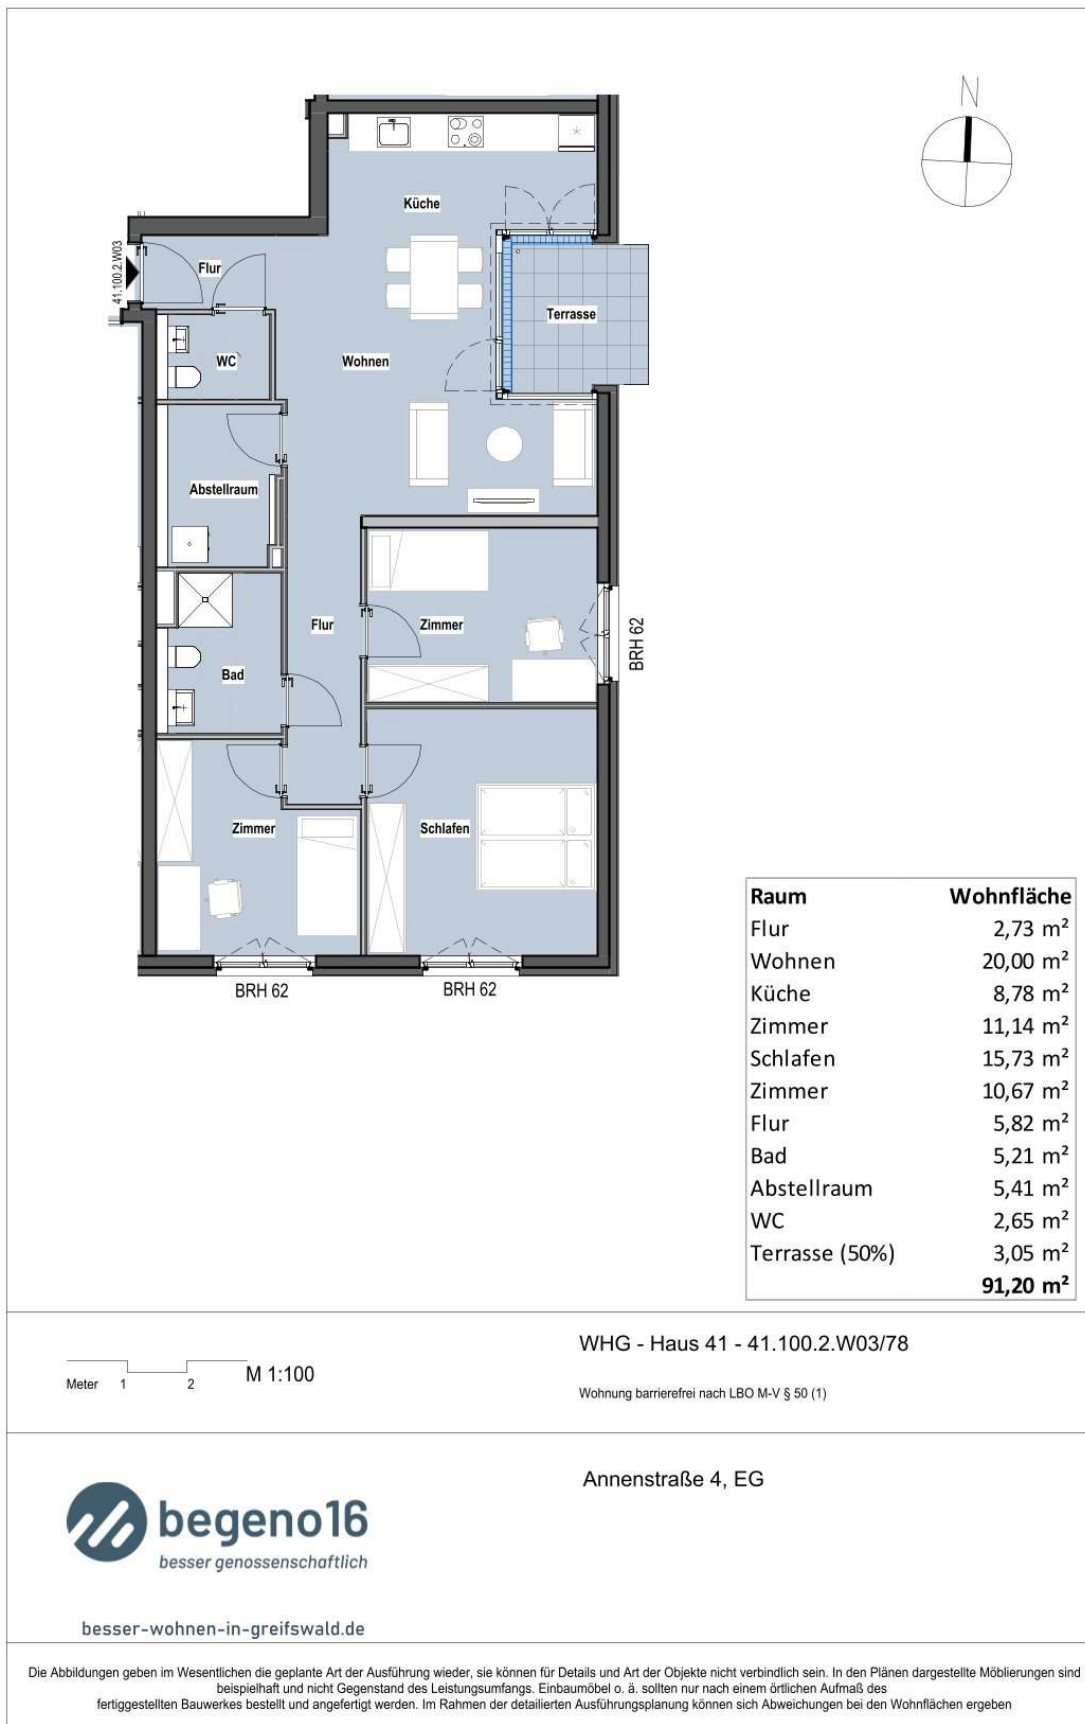 N
Küche
41.100.2.W03
Flur
Terrasse
WC
Wohnen
Abstellraum
Flur
Zimmer
BRH 62
Bad
Zimmer
Schlafen
BRH 62
BRH 62
Raum Wohnfläche
Flur 2,73 m²
Wohnen 20,00 m²
Küche 8,78 m²
Zimmer 11,14 m²
Schlafen 15,73 m²
Zimmer 10,67 m²
Flur 5,82 m²
Bad 5,21 m²
Abstellraum 5,41 m²
WC 2,65 m²
Terrasse (50%) 3,05 m²
91,20 m²
Meter 1 2 M 1:100
WHG - Haus 41 - 41.100.2.W03/78
Wohnung barrierefrei nach LBO M-V § 50 (1)
Annenstraße 4, EG
begeno16
besser genossenschaftlich
besser-wohnen-in-greifswald.de
Die Abbildungen geben im Wesentlichen die geplante Art der Ausführung wieder, sie können für Details und Art der Objekte nicht verbindlich sein. In den Plänen dargestellte Möblierungen sind
beispielhaft und nicht Gegenstand des Leistungsumfangs. Einbaumöbel o. ä. sollten nur nach einem örtlichen Aufmaß des
fertiggestellten Bauwerkes bestellt und angefertigt werden. Im Rahmen der detailierten Ausführungsplanung können sich Abweichungen bei den Wohnflächen ergeben